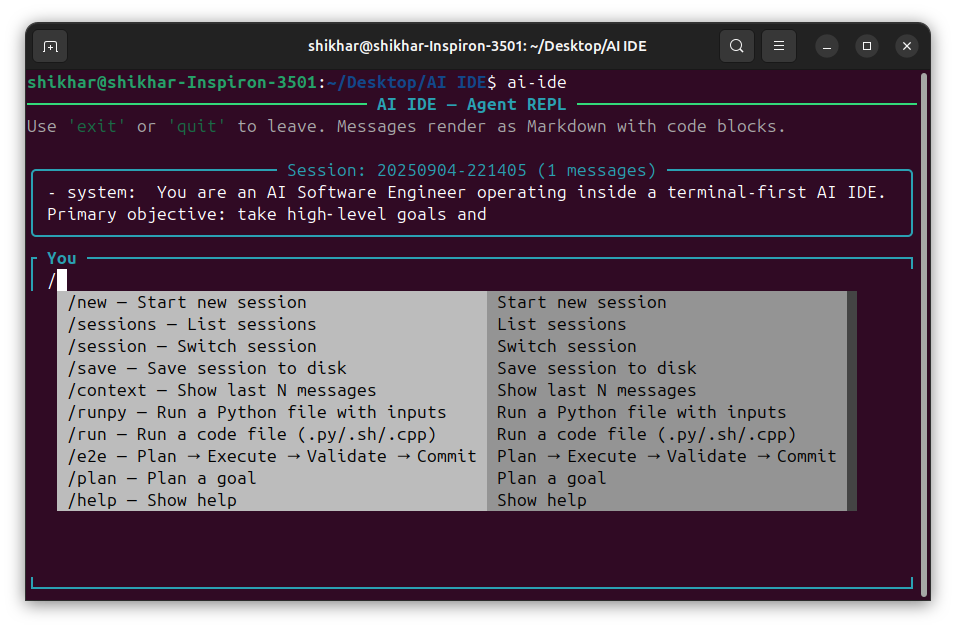 shikhar@shikhar-Inspiron-3501: ~/Desktop/AI IDE
shikhar@shikhar-Inspiron-3501:~/Desktop/AI IDE$ ai-ide
AI IDE — Agent REPL
Use 'exit' or 'quit' to leave. Messages render as Markdown with code blocks.
Session: 20250904-221405 (1 messages)
- system:  You are an AI Software Engineer operating inside a terminal-first AI IDE.
Primary objective: take high-level goals and
You
/
/new — Start new session Start new session
/sessions — List sessions List sessions
/session — Switch session Switch session
/save — Save session to disk Save session to disk
/context — Show last N messages Show last N messages
/runpy — Run a Python file with inputs Run a Python file with inputs
/run — Run a code file (.py/.sh/.cpp) Run a code file (.py/.sh/.cpp)
/e2e — Plan → Execute → Validate → Commit Plan → Execute → Validate → Commit
/plan — Plan a goal Plan a goal
/help — Show help Show help